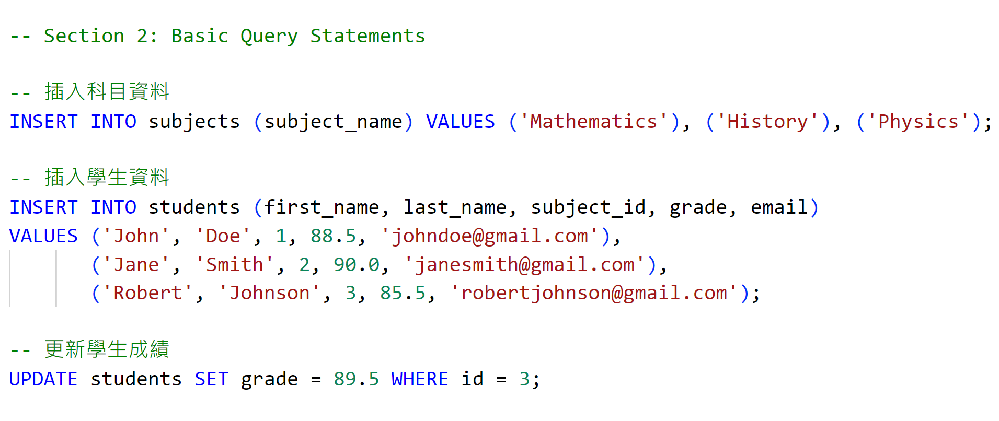 -- Section 2: Basic Query Statements
-- 插入科目資料
INSERT INTO subjects (subject_name) VALUES ('Mathematics'), ('History'), ('Physics');
-- 插入學生資料
INSERT INTO students (first_name, last_name, subject_id, grade, email)
VALUES ('John', 'Doe', 1, 88.5, 'johndoe@gmail.com'),
('Jane', 'Smith', 2, 90.0, 'janesmith@gmail.com'),
('Robert', 'Johnson', 3, 85.5, 'robertjohnson@gmail.com');
-- 更新學生成績
UPDATE students SET grade = 89.5 WHERE id = 3;